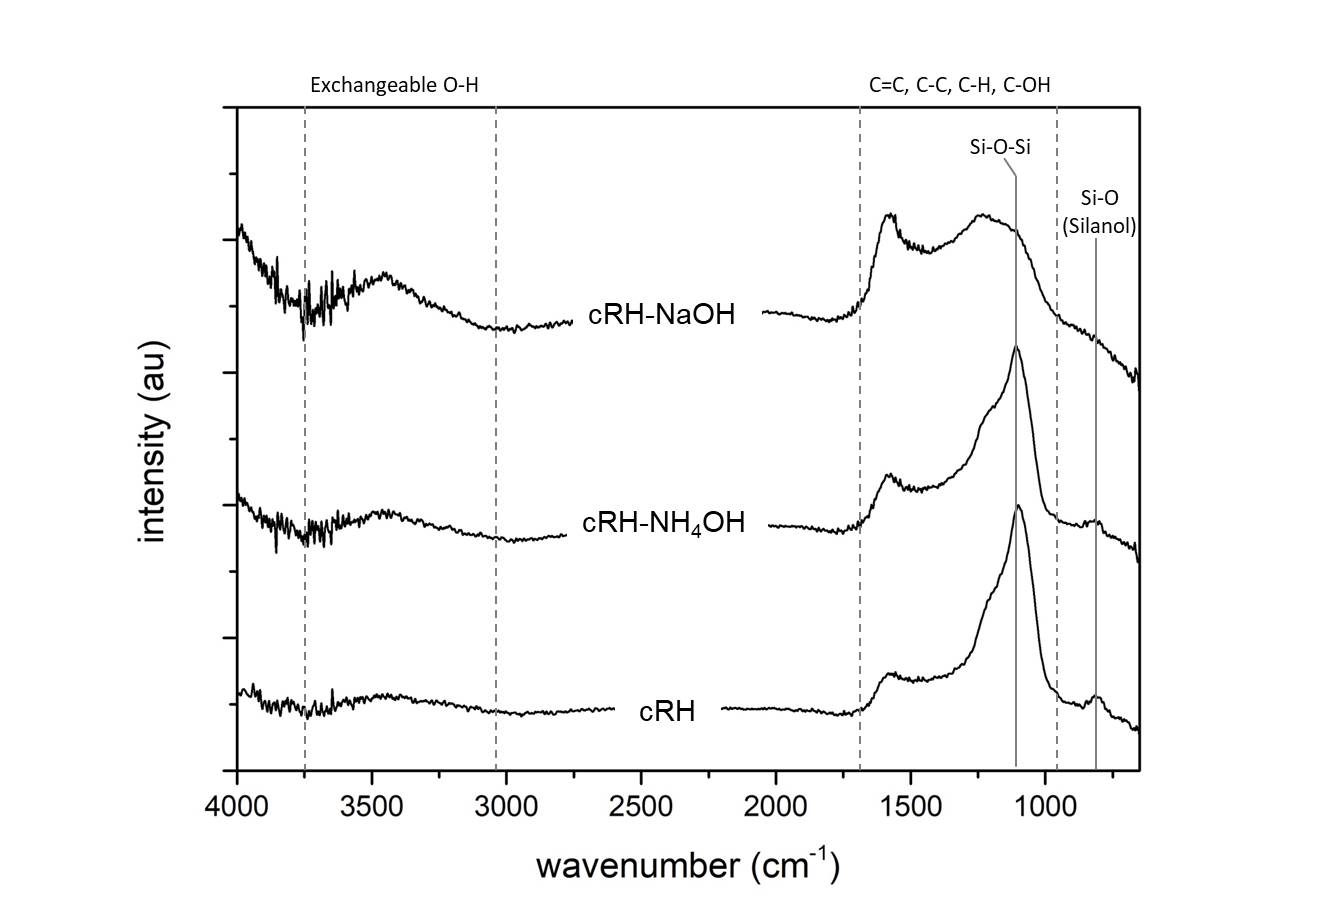 Exchangeable O-H
C=C, C-C, C-H, C-OH
Si-O-Si
Si-O
(Silanol)
cRH-NaOH
cRH-NH₄OH
cRH
intensity (au)
4000 3500 3000 2500 2000 1500 1000
wavenumber (cm⁻¹)